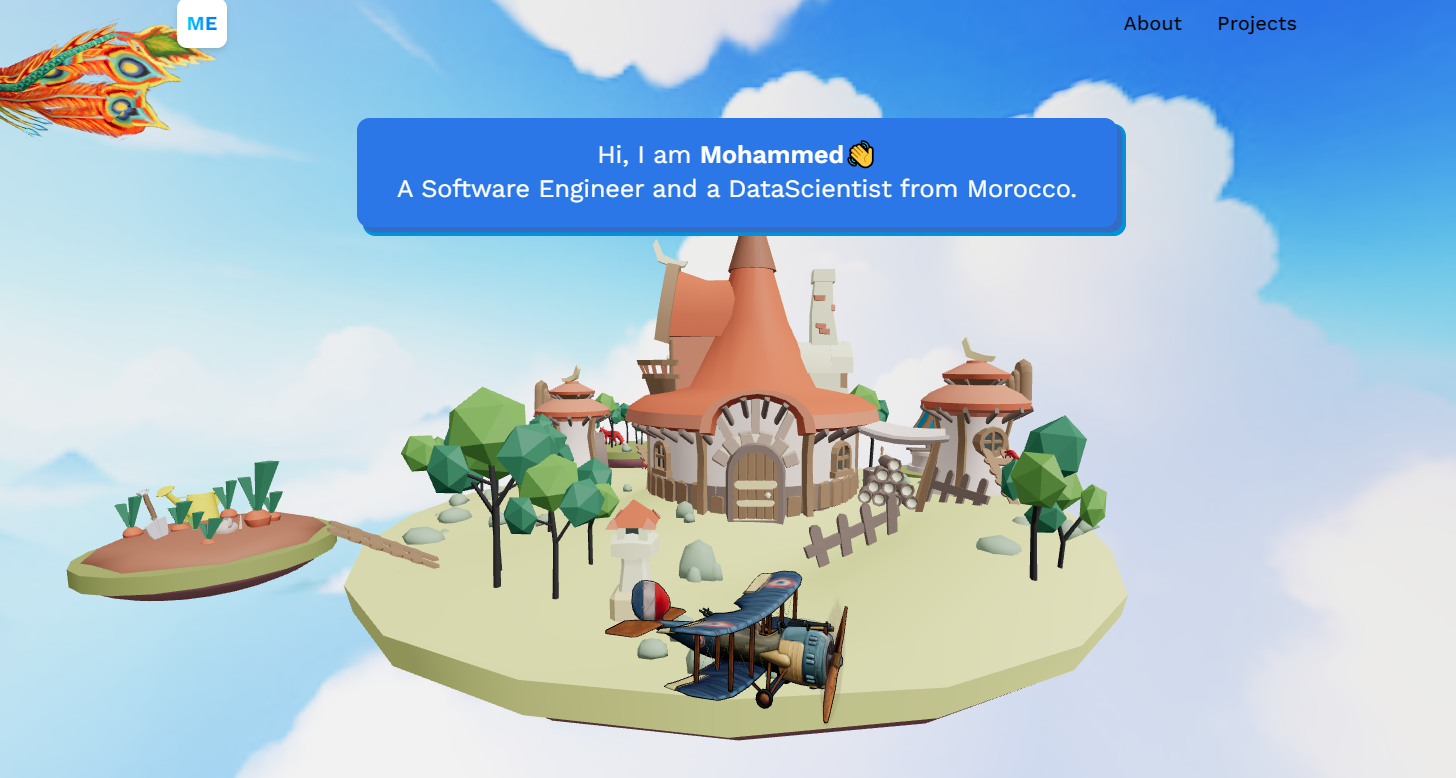 ME
About Projects
Hi, I am Mohammed👋
A Software Engineer and a DataScientist from Morocco.